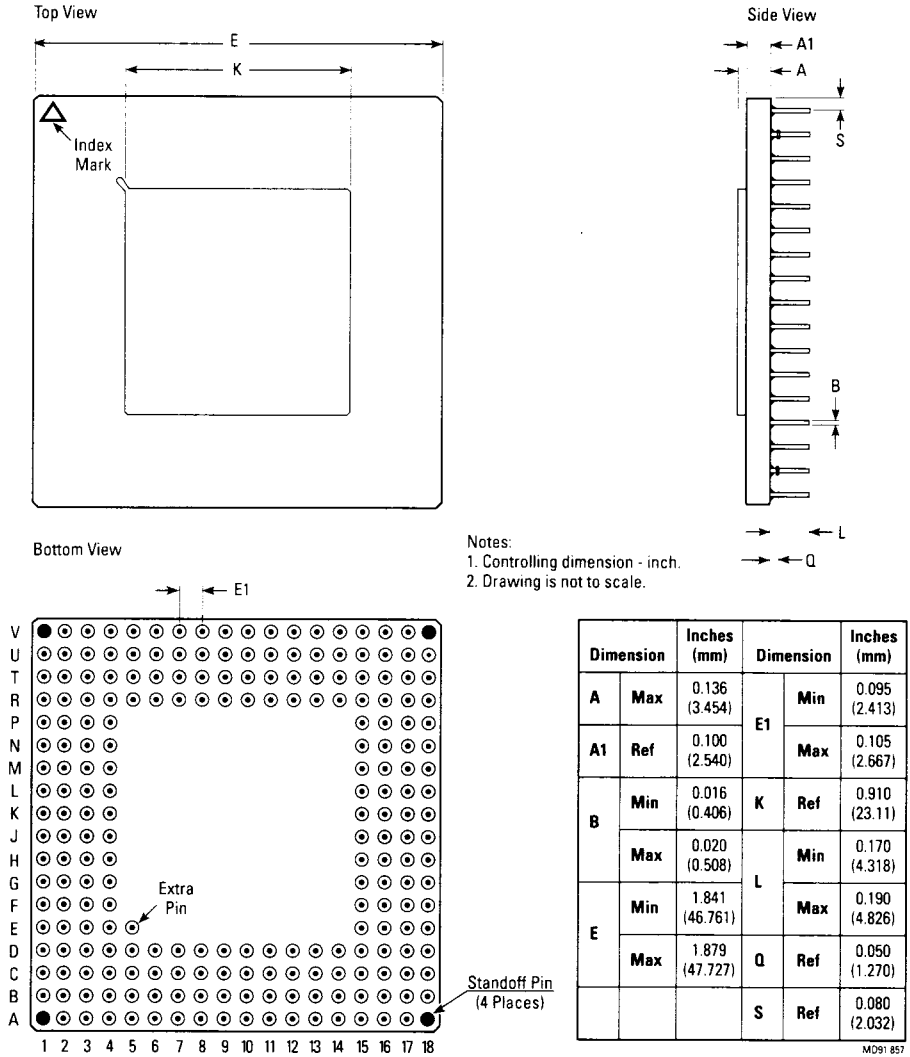 Top View
Side View
E
K
A1
A
S
Index
Mark
B
L
Q
Bottom View
Notes:
1. Controlling dimension - inch.
2. Drawing is not to scale.
E1
V
U
T
R
P
N
M
L
K
J
H
G
F
E
D
C
B
A
Extra
Pin
Standoff Pin
(4 Places)
1 2 3 4 5 6 7 8 9 10 11 12 13 14 15 16 17 18
Dimension Inches (mm) Dimension Inches (mm)
A Max 0.136 (3.454) E1 Min 0.095 (2.413)
A1 Ref 0.100 (2.540) Max 0.105 (2.667)
B Min 0.016 (0.406) K Ref 0.910 (23.11)
Max 0.020 (0.508) L Min 0.170 (4.318)
E Min 1.841 (46.761) Max 0.190 (4.826)
Max 1.879 (47.727) Q Ref 0.050 (1.270)
S Ref 0.080 (2.032)
MD91 857